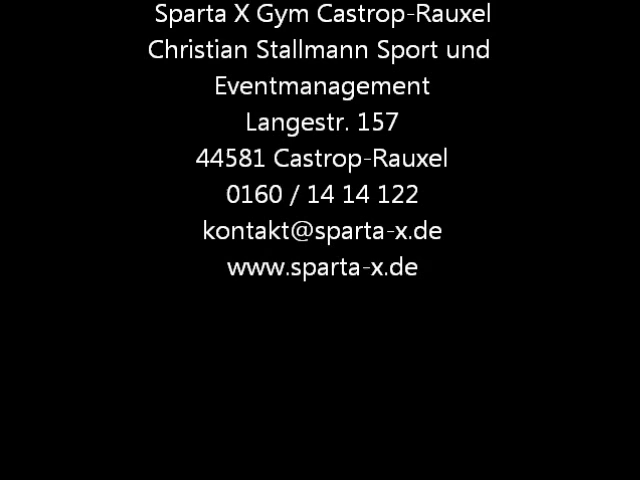 Sparta X Gym Castrop-Rauxel
Christian Stallmann Sport und
Eventmanagement
Langestr. 157
44581 Castrop-Rauxel
0160 / 14 14 122
kontakt@sparta-x.de
www.sparta-x.de